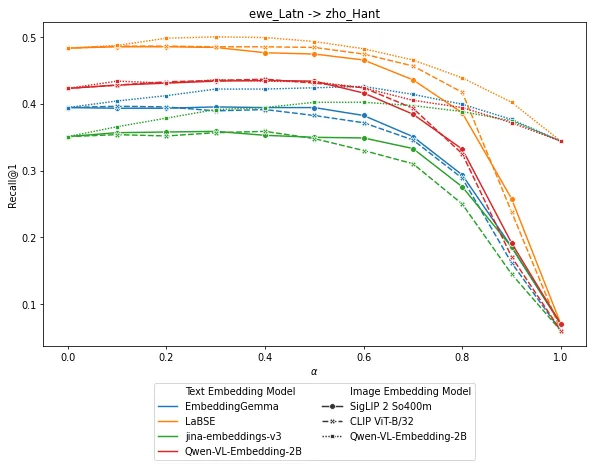 ewe_Latn -> zho_Hant
0.5
0.4
0.3
0.2
0.1
Recall@1
0.0
0.2
0.4
0.6
0.8
1.0
α
Text Embedding Model
EmbeddingGemma
LaBSE
jina-embeddings-v3
Qwen-VL-Embedding-2B
Image Embedding Model
SigLIP 2 So400m
CLIP ViT-B/32
Qwen-VL-Embedding-2B